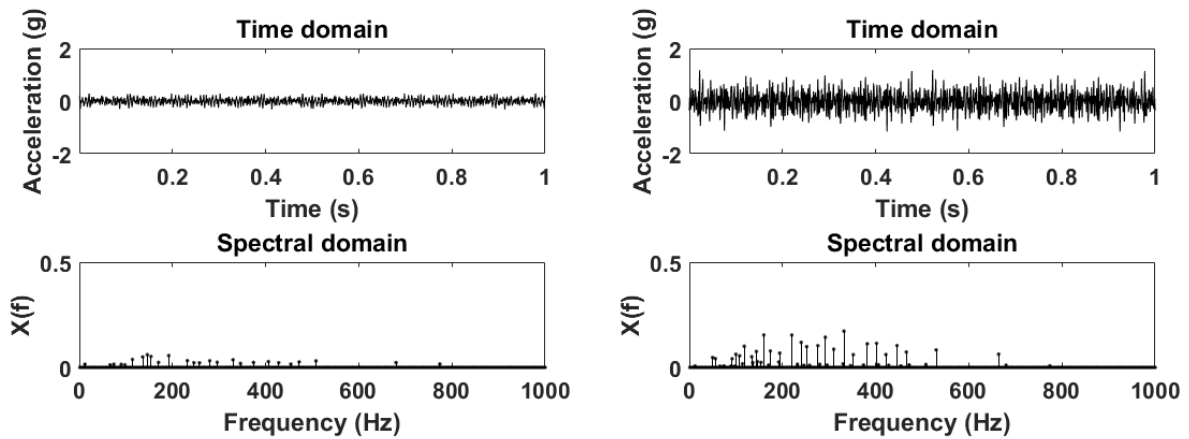 Time domain
Acceleration (g)
2
0
-2
0.2 0.4 0.6 0.8 1
Time (s)
Spectral domain
X(f)
0.5
0
0 200 400 600 800 1000
Frequency (Hz)
Time domain
Acceleration (g)
2
0
-2
0.2 0.4 0.6 0.8 1
Time (s)
Spectral domain
X(f)
0.5
0
0 200 400 600 800 1000
Frequency (Hz)